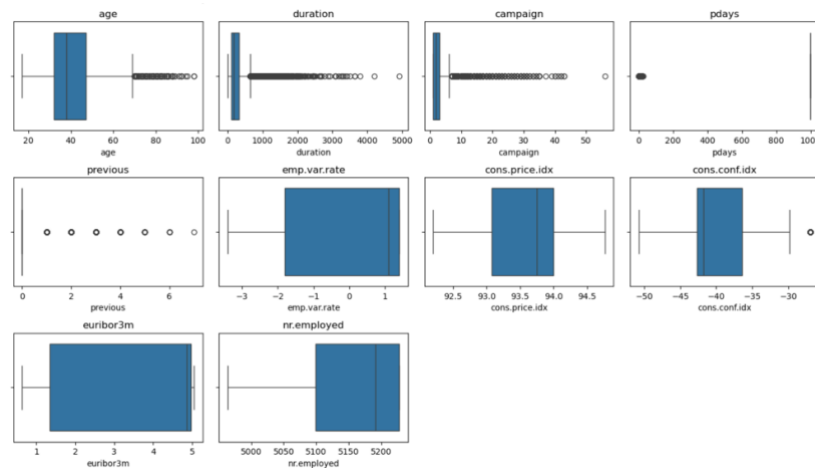 age
duration
campaign
pdays
20 40 60 80 100
0 1000 2000 3000 4000 5000
0 10 20 30 40 50
0 200 400 600 800 100
age
duration
campaign
pdays
previous
emp.var.rate
cons.price.idx
cons.conf.idx
0 2 4 6
−3 −2 −1 0 1
92.5 93.0 93.5 94.0 94.5
−50 −45 −40 −35 −30
previous
emp.var.rate
cons.price.idx
cons.conf.idx
euribor3m
nr.employed
1 2 3 4 5
5000 5050 5100 5150 5200
euribor3m
nr.employed